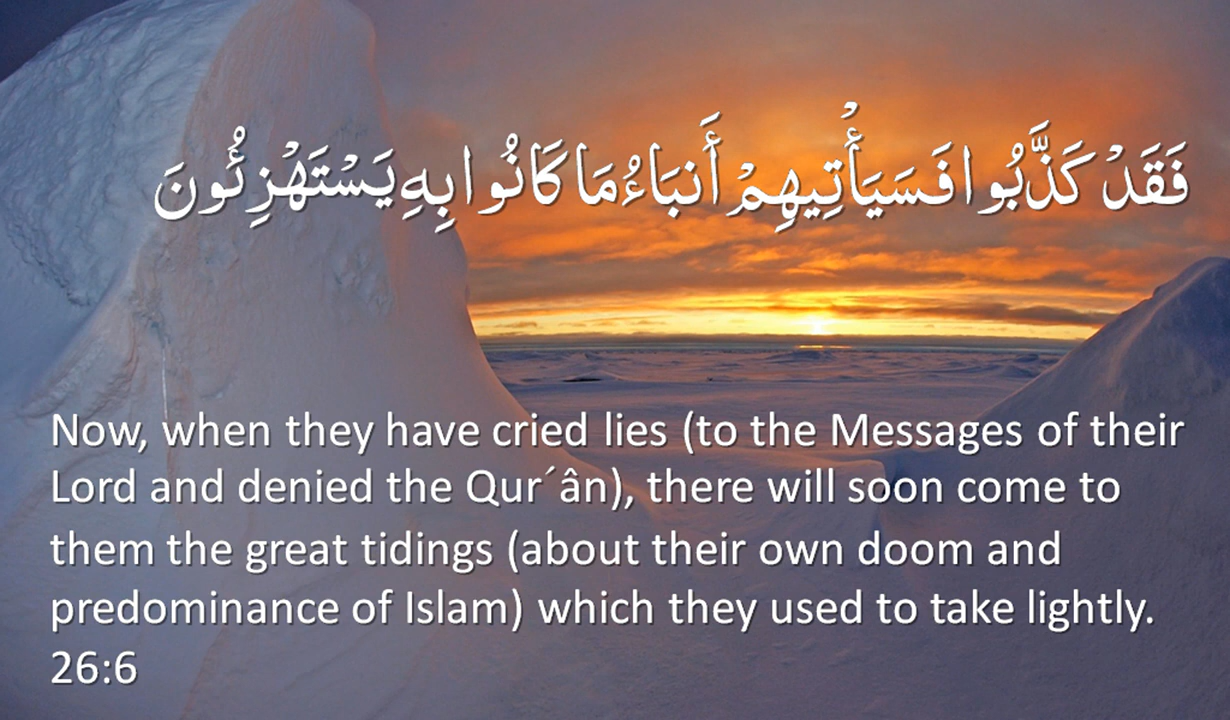 فَقَدْ كَذَّبُوا فَسَيَأْتِيهِمْ أَنبَاءُ مَا كَانُوا بِهِ يَسْتَهْزِئُونَ
Now, when they have cried lies (to the Messages of their
Lord and denied the Qur´ân), there will soon come to
them the great tidings (about their own doom and
predominance of Islam) which they used to take lightly.
26:6